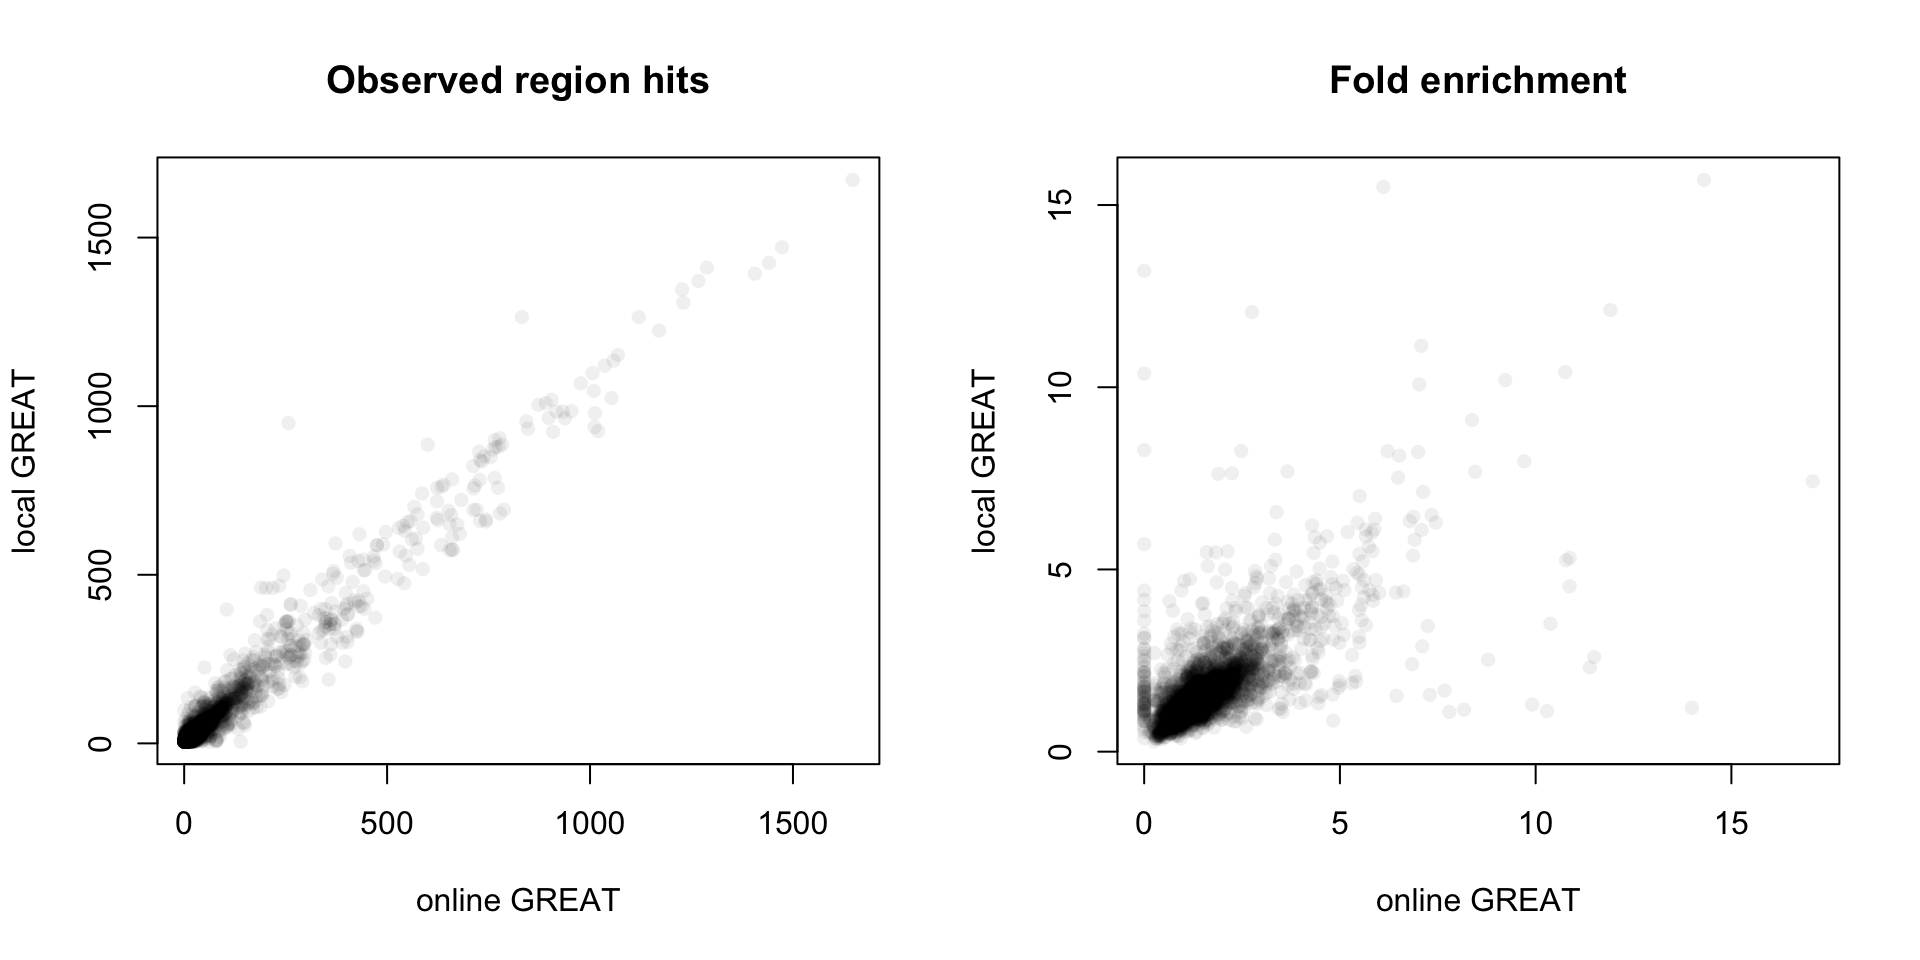 Observed region hits
local GREAT
1500
1000
500
0
0 500 1000 1500
online GREAT
Fold enrichment
local GREAT
15
10
5
0
0 5 10 15
online GREAT